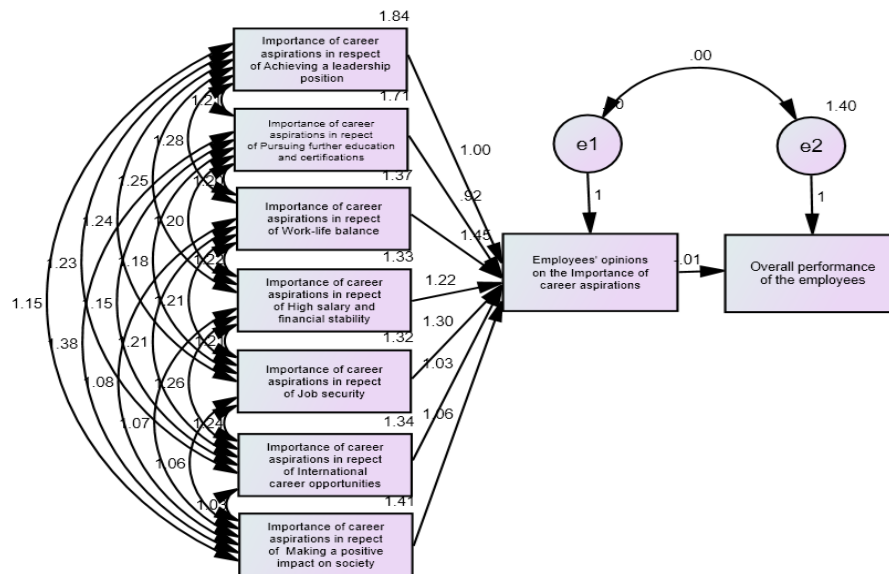 1.84
Importance of career
aspirations in respect
of Achieving a leadership
position
1.71
Importance of career
aspirations in repect
of Pursuing further education
and certifications
1.37
Importance of career
aspirations in repect
of Work-life balance
1.33
Importance of career
aspirations in repect
of High salary and
financial stability
1.32
Importance of career
aspirations in repect
of Job security
1.34
Importance of career
aspirations in repect
of International
career opportunities
1.41
Importance of career
aspirations in repect
of Making a positive
impact on society
1.21
1.28
1.25
1.20
1.24
1.18
1.23
1.21
1.15
1.15
1.21
1.21
1.38
1.08
1.26
1.07
1.24
1.06
1.03
1.00
.92
1.45
1.22
1.30
1.03
1.06
.00
e1
1.40
e2
1
1
Employees' opinions
on the Importance of
career aspirations
.01
Overall performance
of the employees